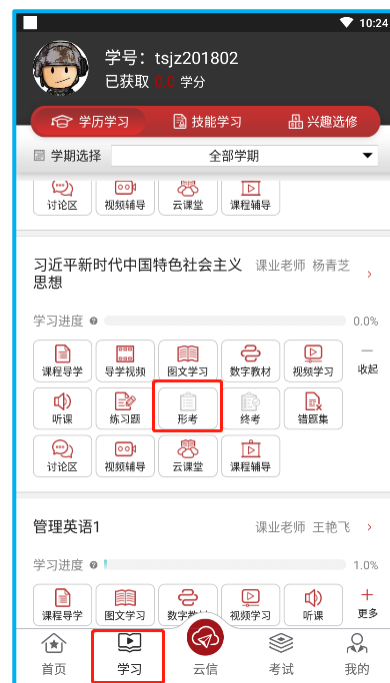 10:24
学号：tsjz201802
已获取 0.0 学分
学历学习 技能学习 兴趣选修
学期选择 全部学期
讨论区 视频辅导 云课堂 课程辅导
习近平新时代中国特色社会主义 课业老师 杨青芝
思想
学习进度 0.0%
课程导学 导学视频 图文学习 数字教材 视频学习 收起
听课 练习题 形考 终考 错题集
讨论区 视频辅导 云课堂 课程辅导
管理英语1 课业老师 王艳飞
学习进度 1.0%
课程导学 图文学习 数字教材 视频学习 听课 更多
首页 学习 云信 考试 我的